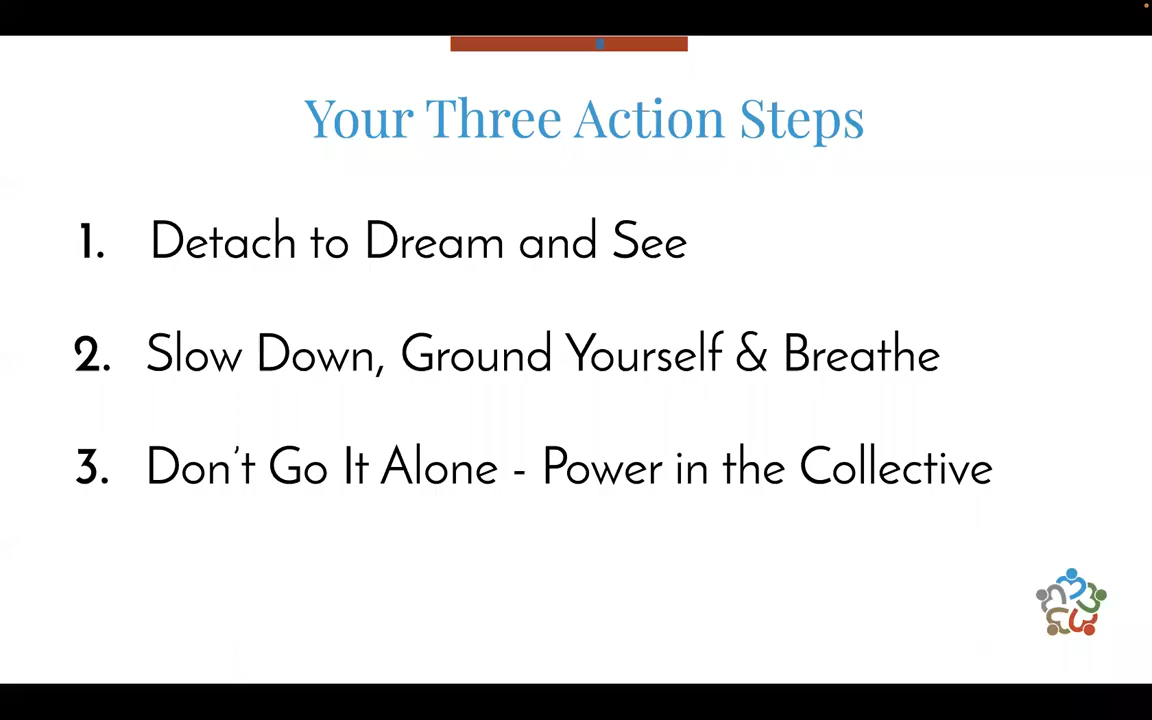 Your Three Action Steps
1. Detach to Dream and See
2. Slow Down, Ground Yourself & Breathe
3. Don’t Go It Alone - Power in the Collective